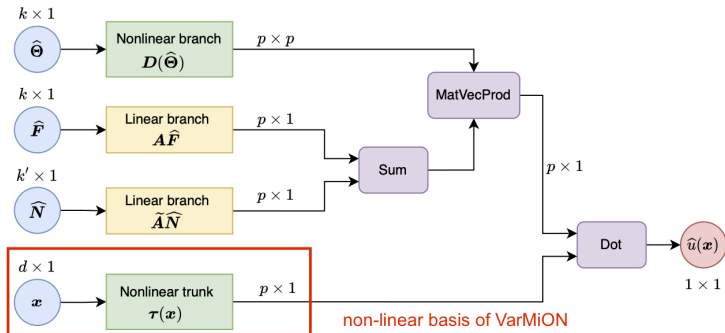 k × 1
Θ̂
Nonlinear branch
D(Θ̂)
p × p
MatVecProd
k × 1
F̂
Linear branch
AF̂
p × 1
Sum
p × 1
k′ × 1
N̂
Linear branch
ÃN̂
p × 1
d × 1
x
Nonlinear trunk
τ(x)
p × 1
Dot
û(x)
1 × 1
non-linear basis of VarMiON